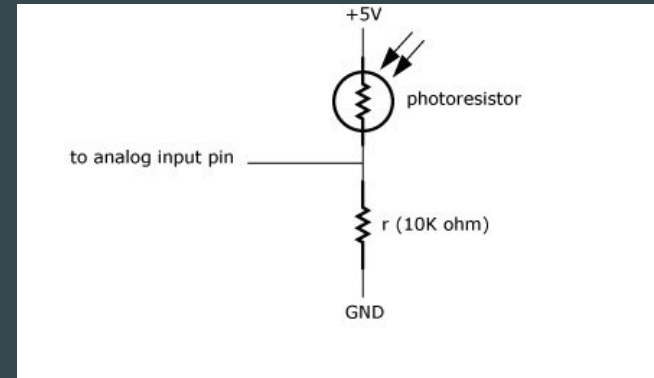 +5V
photoresistor
to analog input pin
r (10K ohm)
GND